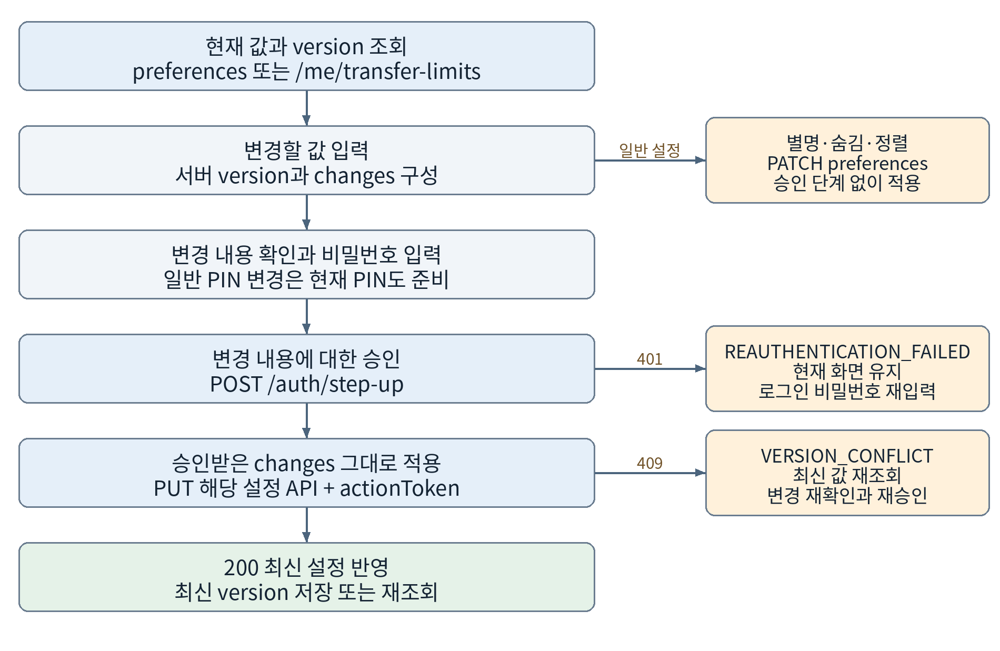 현재 값과 version 조회
preferences 또는 /me/transfer-limits
변경할 값 입력
서버 version과 changes 구성
일반 설정
별명·숨김·정렬
PATCH preferences
승인 단계 없이 적용
변경 내용 확인과 비밀번호 입력
일반 PIN 변경은 현재 PIN도 준비
변경 내용에 대한 승인
POST /auth/step-up
401
REAUTHENTICATION_FAILED
현재 화면 유지
로그인 비밀번호 재입력
승인받은 changes 그대로 적용
PUT 해당 설정 API + actionToken
409
VERSION_CONFLICT
최신 값 재조회
변경 재확인과 재승인
200 최신 설정 반영
최신 version 저장 또는 재조회